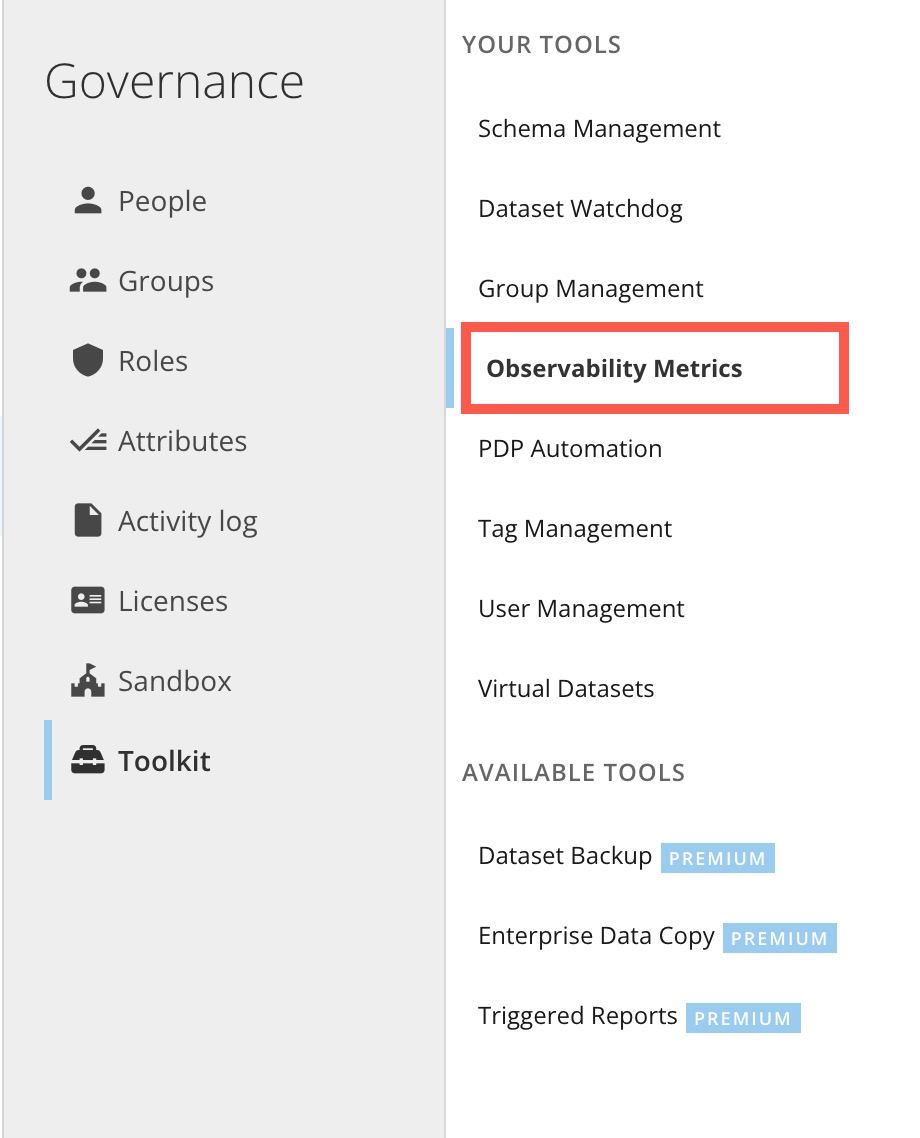 Governance
People
Groups
Roles
Attributes
Activity log
Licenses
Sandbox
Toolkit
YOUR TOOLS
Schema Management
Dataset Watchdog
Group Management
Observability Metrics
PDP Automation
Tag Management
User Management
Virtual Datasets
AVAILABLE TOOLS
Dataset Backup PREMIUM
Enterprise Data Copy PREMIUM
Triggered Reports PREMIUM